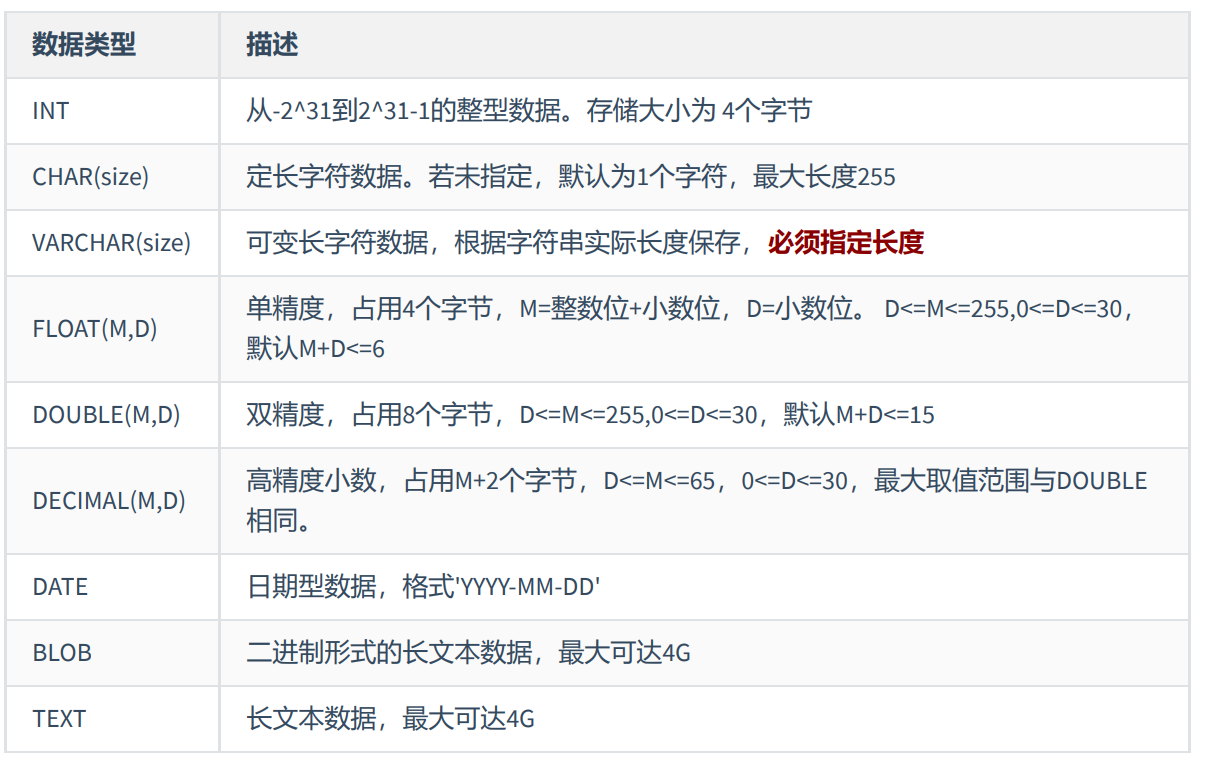 数据类型 描述
INT 从-2^31到2^31-1的整型数据。存储大小为 4个字节
CHAR(size) 定长字符数据。若未指定，默认为1个字符，最大长度255
VARCHAR(size) 可变长字符数据，根据字符串实际长度保存，必须指定长度
FLOAT(M,D) 单精度，占用4个字节，M=整数位+小数位，D=小数位。 D<=M<=255,0<=D<=30，
默认M+D<=6
DOUBLE(M,D) 双精度，占用8个字节，D<=M<=255,0<=D<=30，默认M+D<=15
DECIMAL(M,D) 高精度小数，占用M+2个字节，D<=M<=65，0<=D<=30，最大取值范围与DOUBLE
相同。
DATE 日期型数据，格式'YYYY-MM-DD'
BLOB 二进制形式的长文本数据，最大可达4G
TEXT 长文本数据，最大可达4G